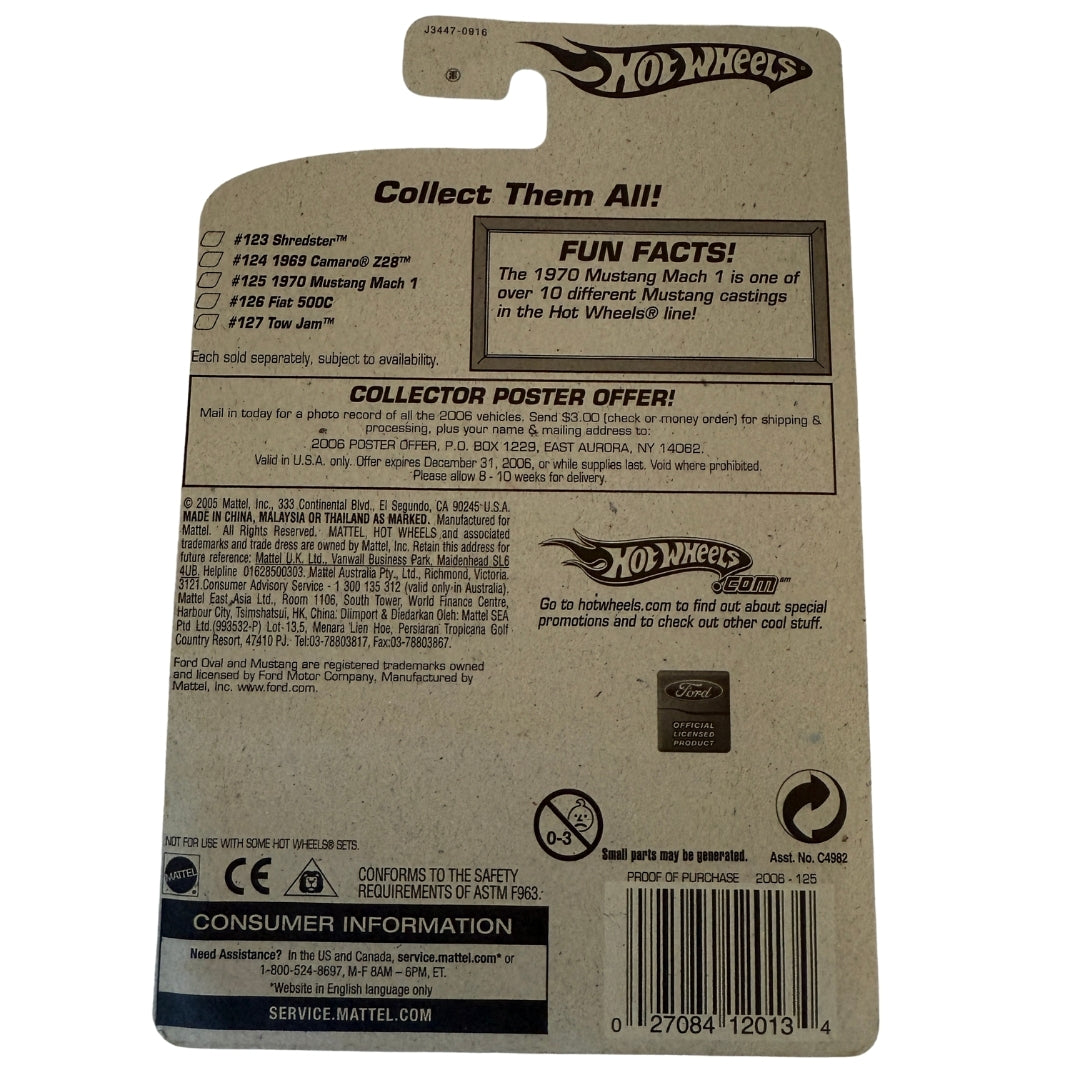 J3447-0916
HOT WHEELS
Collect Them All!
#123 Shredster™
#124 1969 Camaro® Z28™
#125 1970 Mustang Mach 1
#126 Fiat 500C
#127 Tow Jam™
Each sold separately, subject to availability.
FUN FACTS!
The 1970 Mustang Mach 1 is one of
over 10 different Mustang castings
in the Hot Wheels® line!
COLLECTOR POSTER OFFER!
Mail in today for a photo record of all the 2006 vehicles. Send $3.00 (check or money order) for shipping &
processing, plus your name & mailing address to:
2006 POSTER OFFER, P.O. BOX 1229, EAST AURORA, NY 14052.
Valid in U.S.A. only. Offer expires December 31, 2006, or while supplies last. Void where prohibited.
Please allow 8 - 10 weeks for delivery.
© 2005 Mattel, Inc., 333 Continental Blvd., El Segundo, CA 90245 U.S.A.
MADE IN CHINA, MALAYSIA OR THAILAND AS MARKED. Manufactured for
Mattel. All Rights Reserved. MATTEL, HOT WHEELS and associated
trademarks and trade dress are owned by Mattel, Inc. Retain this address for
future reference: Mattel U.K. Ltd., Vanwall Business Park, Maidenhead SL6
4UB. Helpline 01628500303. Mattel Australia Pty., Ltd., Richmond, Victoria.
3121.Consumer Advisory Service - 1 300 135 312 (valid only in Australia).
Mattel East Asia Ltd., Room 1106, South Tower, World Finance Centre,
Harbour City, Tsimshatsui, HK, China. Diimport & Diedarkan Oleh: Mattel SEA
Ptd Ltd.(993532-P) Lot 13,5, Menara Lien Hoe, Persiaran Tropicana Golf
Country Resort, 47410 PJ. Tel:03-78803817, Fax:03-78803867.
Ford Oval and Mustang are registered trademarks owned
and licensed by Ford Motor Company, Manufactured by
Mattel, Inc. www.ford.com.
HOT WHEELS
.COM℠
Go to hotwheels.com to find out about special
promotions and to check out other cool stuff.
Ford
OFFICIAL
LICENSED
PRODUCT
0-3
Small parts may be generated.
Asst. No. C4982
NOT FOR USE WITH SOME HOT WHEELS® SETS.
MATTEL
CE
CONFORMS TO THE SAFETY
REQUIREMENTS OF ASTM F963.
CONSUMER INFORMATION
Need Assistance? In the US and Canada, service.mattel.com* or
1-800-524-8697, M-F 8AM – 6PM, ET.
*Website in English language only
SERVICE.MATTEL.COM
PROOF OF PURCHASE 2006 - 125
0 27084 12013 4